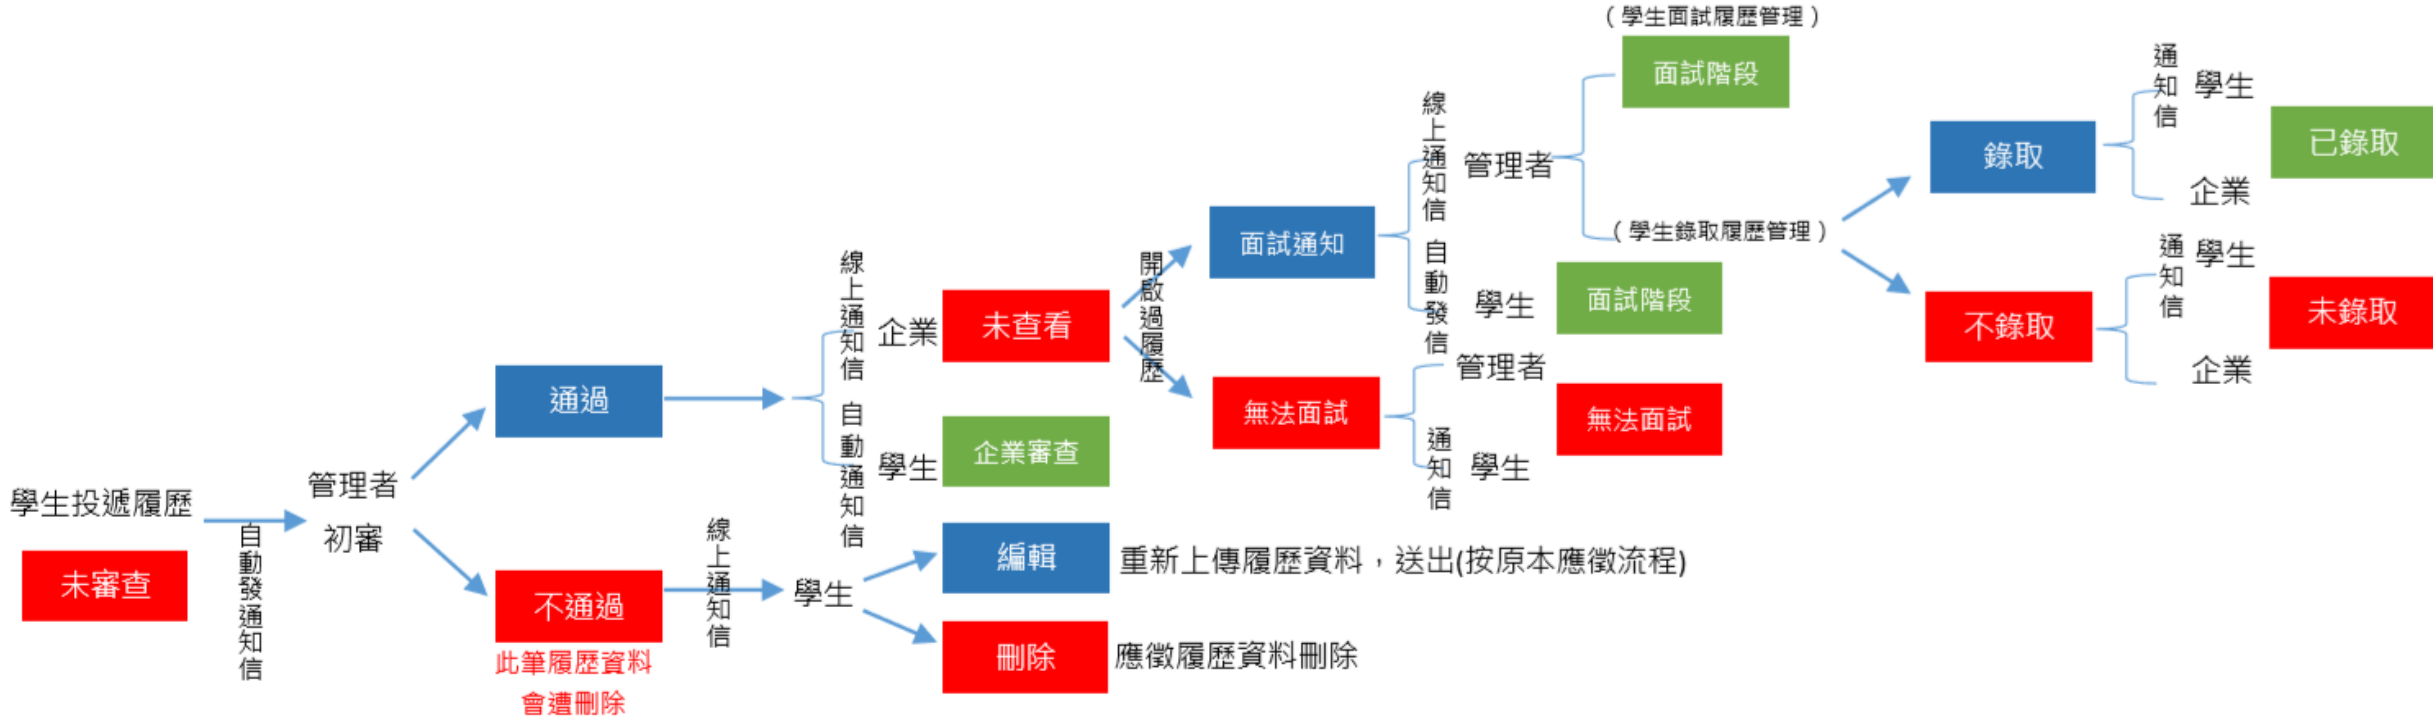 學生投遞履歷
未審查
自動發通知信
管理者
初審
通過
不通過
此筆履歷資料
會遭刪除
線上通知信
企業
未查看
自動通知信
學生
企業審查
線上通知信
學生
編輯
重新上傳履歷資料，送出(按原本應徵流程)
刪除
應徵履歷資料刪除
開啟過履歷
面試通知
無法面試
線上通知信
管理者
自動發信
學生
面試階段
管理者
無法面試
通知信
學生
(學生面試履歷管理)
面試階段
(學生錄取履歷管理)
錄取
不錄取
通知信
學生
已錄取
企業
通知信
學生
未錄取
企業